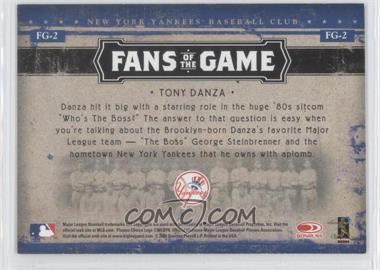 NEW YORK YANKEES BASEBALL CLUB
FG-2
FG-2
FANS OF THE GAME
• TONY DANZA •
Danza hit it big with a starring role in the huge '80s sitcom
"Who's The Boss?" The answer to that question is easy when
you're talking about the Brooklyn-born Danza's favorite Major
League team — "The Boss" George Steinbrenner and the
hometown New York Yankees that he owns with aplomb.
DONRUSS